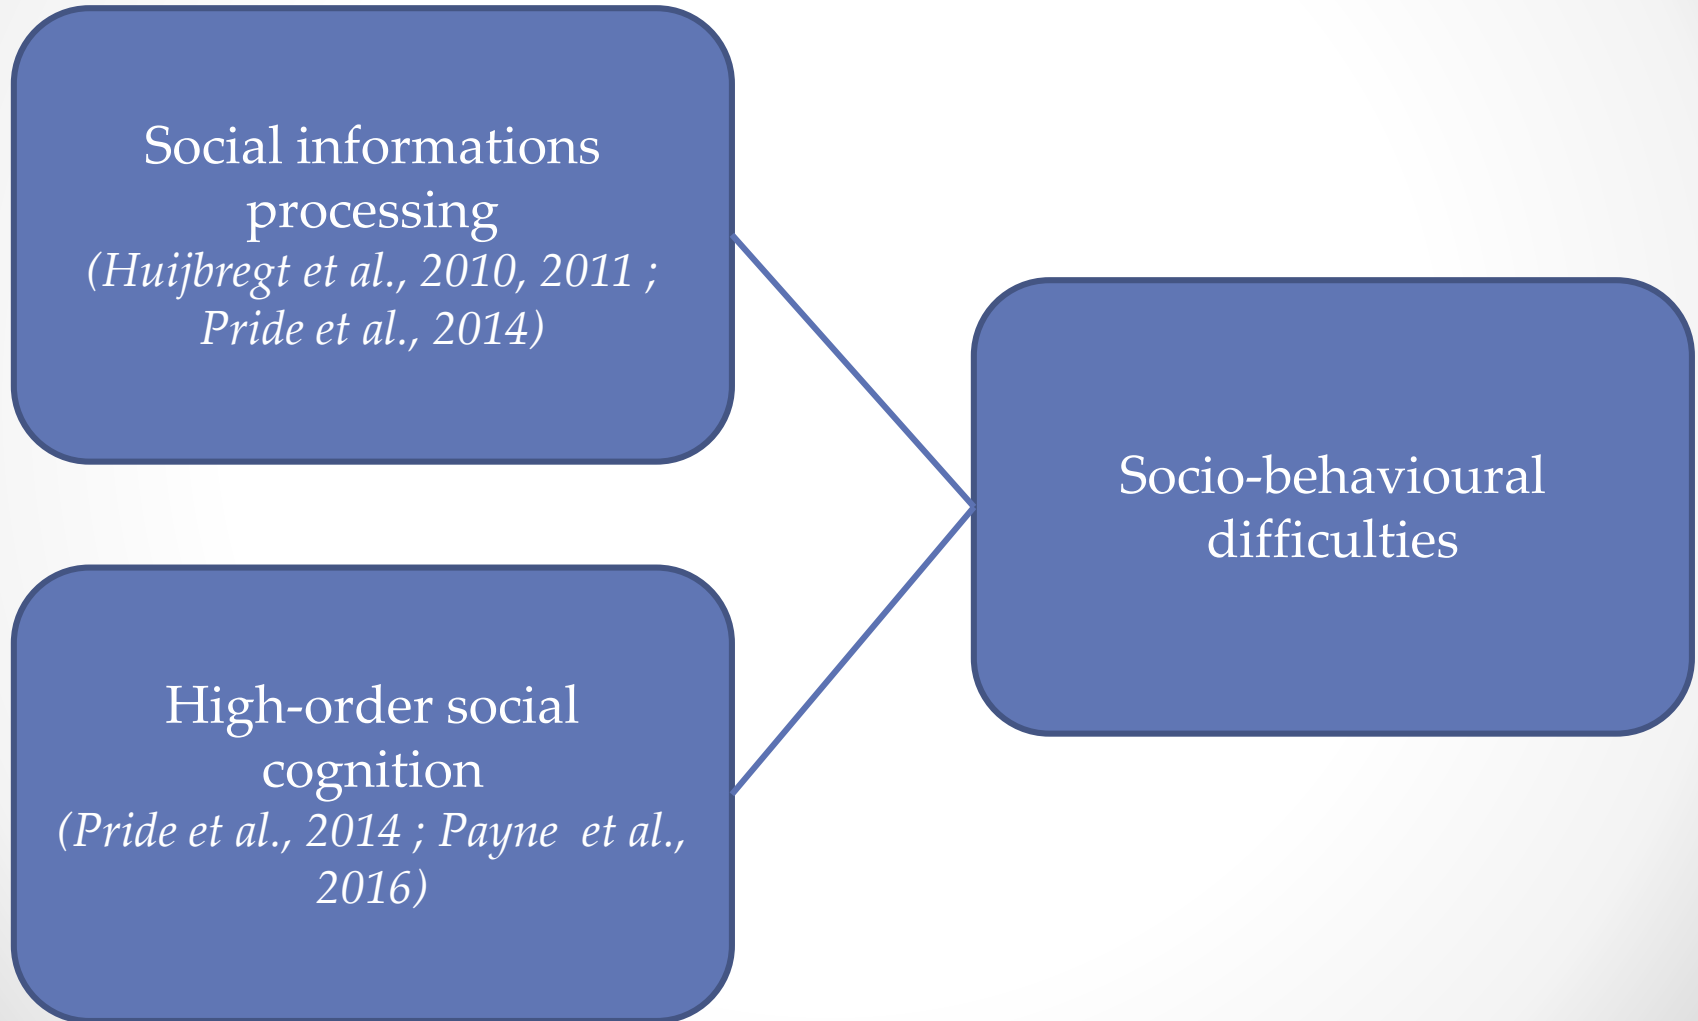 Social informations
processing
(Huijbregt et al., 2010, 2011 ;
Pride et al., 2014)
High-order social
cognition
(Pride et al., 2014 ; Payne  et al.,
2016)
Socio-behavioural
difficulties